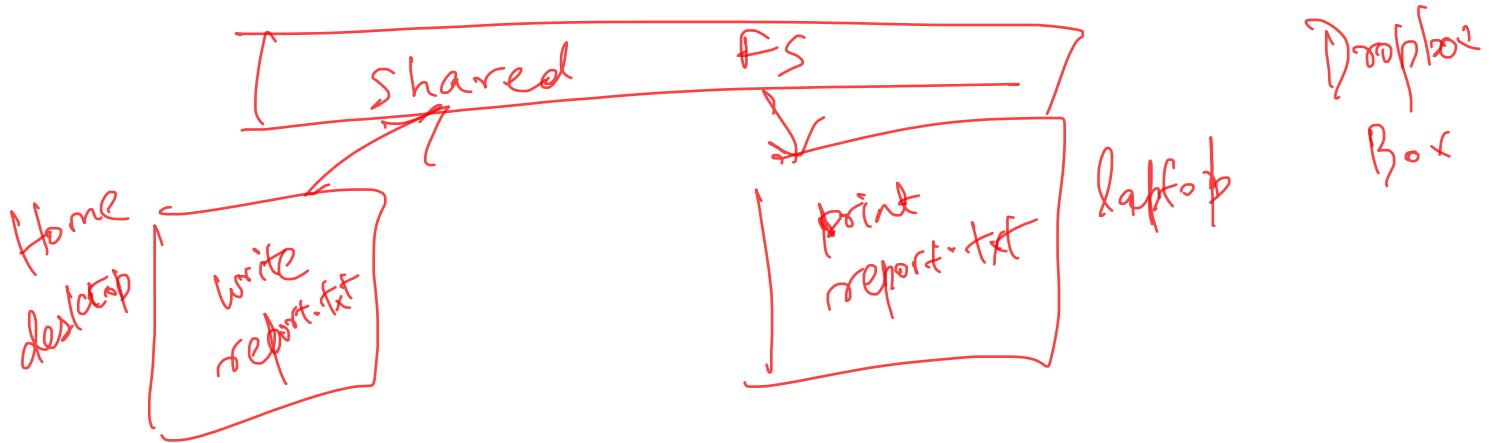 shared FS
Dropbox
Box
Home
desktop
write
report.txt
print
report.txt
laptop